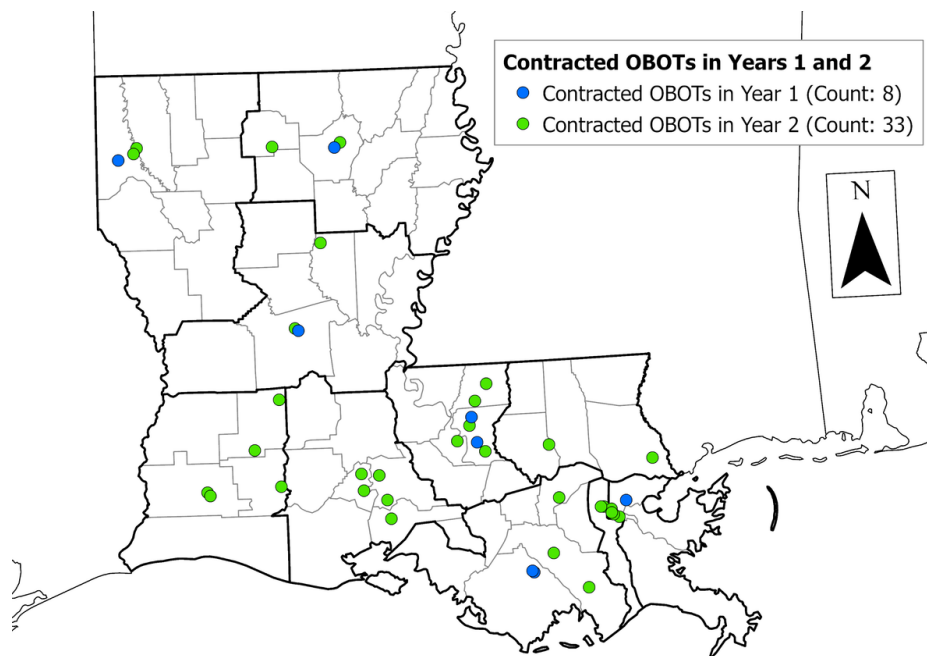 Contracted OBOTs in Years 1 and 2
Contracted OBOTs in Year 1 (Count: 8)
Contracted OBOTs in Year 2 (Count: 33)
N